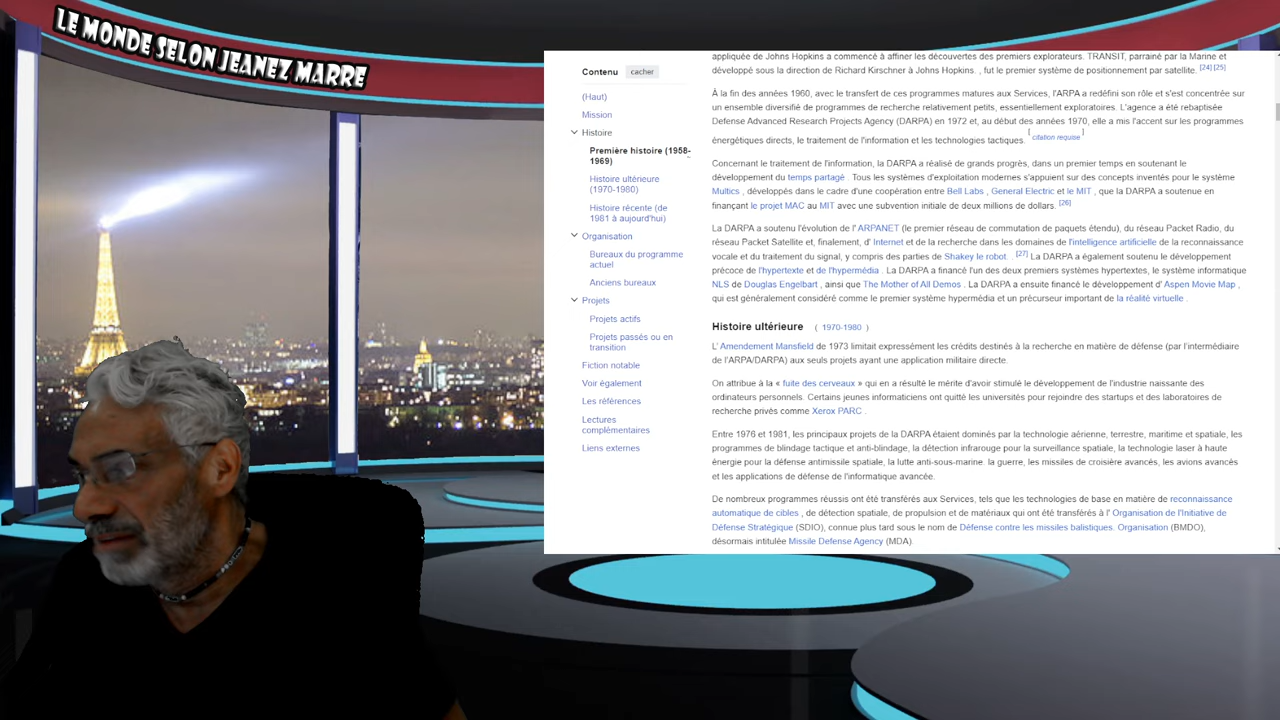 LE MONDE SELON JEANEZ MARRE
Contenu cacher
(Haut)
Mission
Histoire
Première histoire (1958-
1969)
Histoire ultérieure
(1970-1980)
Histoire récente (de
1981 à aujourd'hui)
Organisation
Bureaux du programme
actuel
Anciens bureaux
Projets
Projets actifs
Projets passés ou en
transition
Fiction notable
Voir également
Les références
Lectures
complémentaires
Liens externes
appliquée de Johns Hopkins a commencé à affiner les découvertes des premiers explorateurs. TRANSIT, parrainé par la Marine et
développé sous la direction de Richard Kirschner à Johns Hopkins. , fut le premier système de positionnement par satellite. [24] [25]
À la fin des années 1960, avec le transfert de ces programmes matures aux Services, l'ARPA a redéfini son rôle et s'est concentrée sur
un ensemble diversifié de programmes de recherche relativement petits, essentiellement exploratoires. L'agence a été rebaptisée
Defense Advanced Research Projects Agency (DARPA) en 1972 et, au début des années 1970, elle a mis l'accent sur les programmes
énergétiques directs, le traitement de l'information et les technologies tactiques. [ citation requise ]
Concernant le traitement de l'information, la DARPA a réalisé de grands progrès, dans un premier temps en soutenant le
développement du temps partagé . Tous les systèmes d'exploitation modernes s'appuient sur des concepts inventés pour le système
Multics , développés dans le cadre d'une coopération entre Bell Labs , General Electric et le MIT , que la DARPA a soutenue en
finançant le projet MAC au MIT avec une subvention initiale de deux millions de dollars. [26]
La DARPA a soutenu l'évolution de l' ARPANET (le premier réseau de commutation de paquets étendu), du réseau Packet Radio, du
réseau Packet Satellite et, finalement, d' Internet et de la recherche dans les domaines de l'intelligence artificielle de la reconnaissance
vocale et du traitement du signal, y compris des parties de Shakey le robot. . [27] La DARPA a également soutenu le développement
précoce de l'hypertexte et de l'hypermédia . La DARPA a financé l'un des deux premiers systèmes hypertextes, le système informatique
NLS de Douglas Engelbart , ainsi que The Mother of All Demos . La DARPA a ensuite financé le développement d' Aspen Movie Map ,
qui est généralement considéré comme le premier système hypermédia et un précurseur important de la réalité virtuelle .
Histoire ultérieure ( 1970-1980 )
L' Amendement Mansfield de 1973 limitait expressément les crédits destinés à la recherche en matière de défense (par l'intermédiaire
de l'ARPA/DARPA) aux seuls projets ayant une application militaire directe.
On attribue à la « fuite des cerveaux » qui en a résulté le mérite d'avoir stimulé le développement de l'industrie naissante des
ordinateurs personnels. Certains jeunes informaticiens ont quitté les universités pour rejoindre des startups et des laboratoires de
recherche privés comme Xerox PARC .
Entre 1976 et 1981, les principaux projets de la DARPA étaient dominés par la technologie aérienne, terrestre, maritime et spatiale, les
programmes de blindage tactique et anti-blindage, la détection infrarouge pour la surveillance spatiale, la technologie laser à haute
énergie pour la défense antimissile spatiale, la lutte anti-sous-marine. la guerre, les missiles de croisière avancés, les avions avancés
et les applications de défense de l'informatique avancée.
De nombreux programmes réussis ont été transférés aux Services, tels que les technologies de base en matière de reconnaissance
automatique de cibles , de détection spatiale, de propulsion et de matériaux qui ont été transférés à l' Organisation de l'Initiative de
Défense Stratégique (SDIO), connue plus tard sous le nom de Défense contre les missiles balistiques. Organisation (BMDO),
désormais intitulée Missile Defense Agency (MDA).